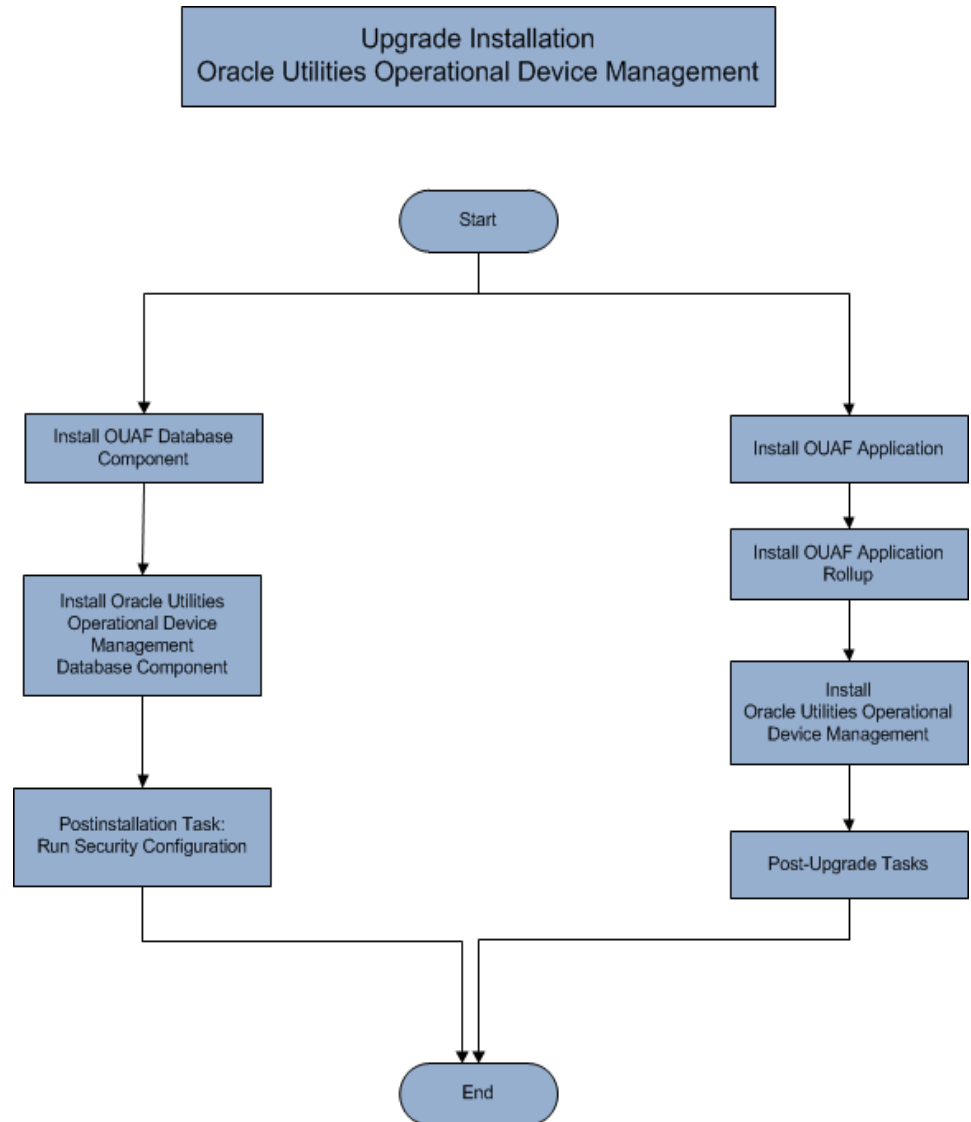 Upgrade Installation
Oracle Utilities Operational Device Management
Start
Install OUAF Database
Component
Install Oracle Utilities
Operational Device
Management
Database Component
Postinstallation Task:
Run Security Configuration
Install OUAF Application
Install OUAF Application
Rollup
Install
Oracle Utilities Operational
Device Management
Post-Upgrade Tasks
End